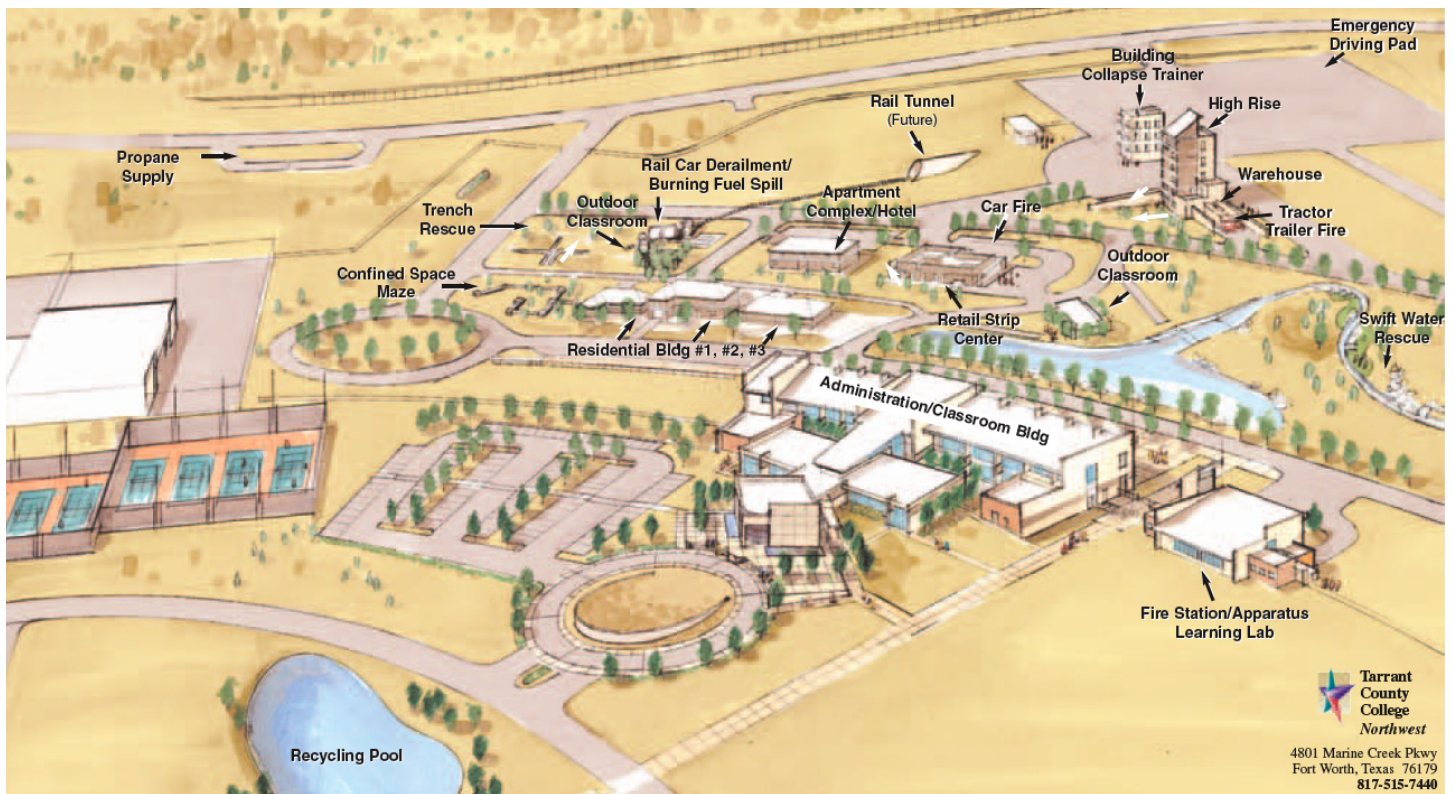 Emergency
Driving Pad
Building
Collapse Trainer
High Rise
Rail Tunnel
(Future)
Propane
Supply
Rail Car Derailment/
Burning Fuel Spill
Warehouse
Apartment
Complex/Hotel
Outdoor
Classroom
Trench
Rescue
Car Fire
Tractor
Trailer Fire
Outdoor
Classroom
Confined Space
Maze
Retail Strip
Center
Swift Water
Rescue
Residential Bldg #1, #2, #3
Administration/Classroom Bldg
Fire Station/Apparatus
Learning Lab
Recycling Pool
Tarrant
County
College
Northwest
4801 Marine Creek Pkwy
Fort Worth, Texas 76179
817-515-7440